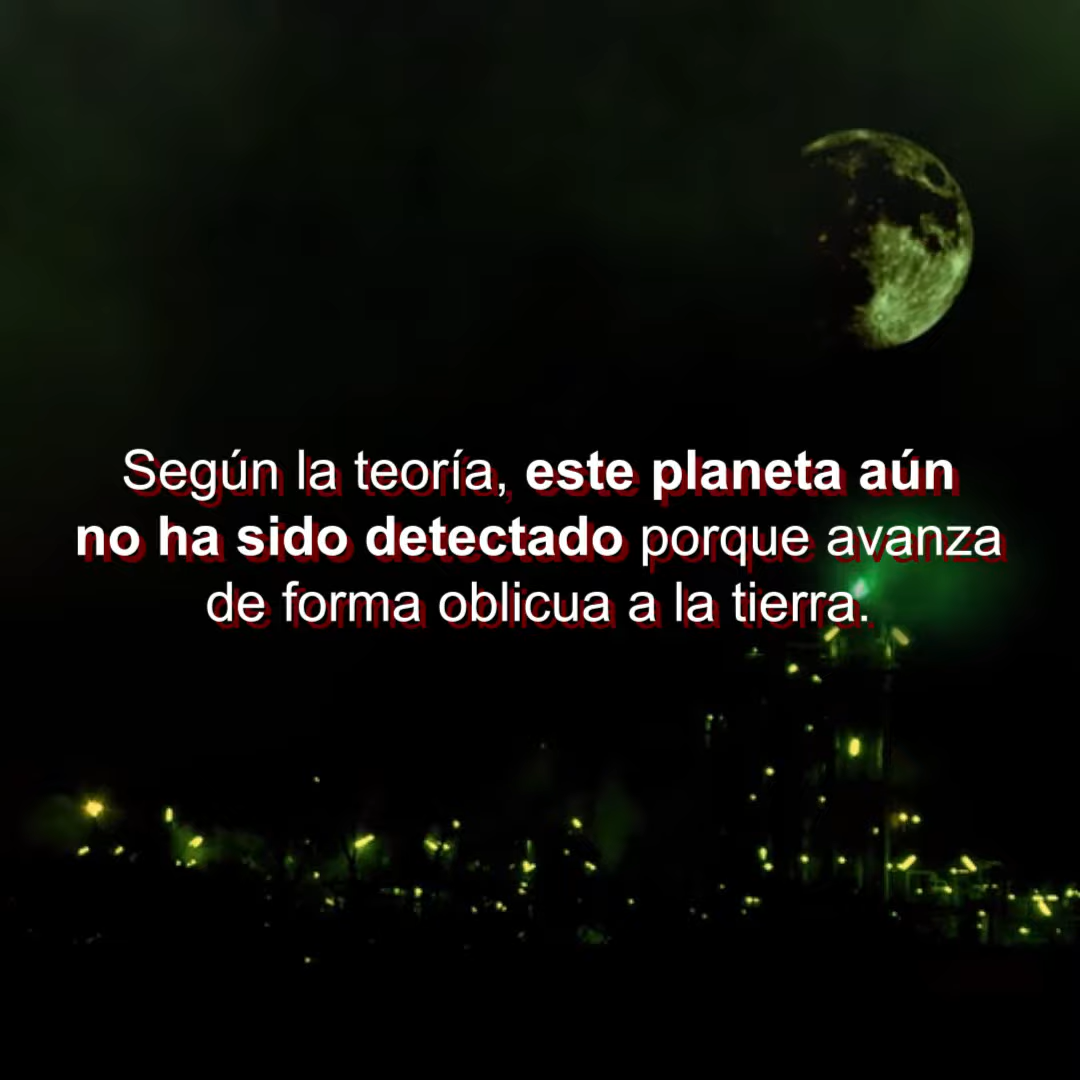 Según la teoría, este planeta aún
no ha sido detectado porque avanza
de forma oblicua a la tierra.